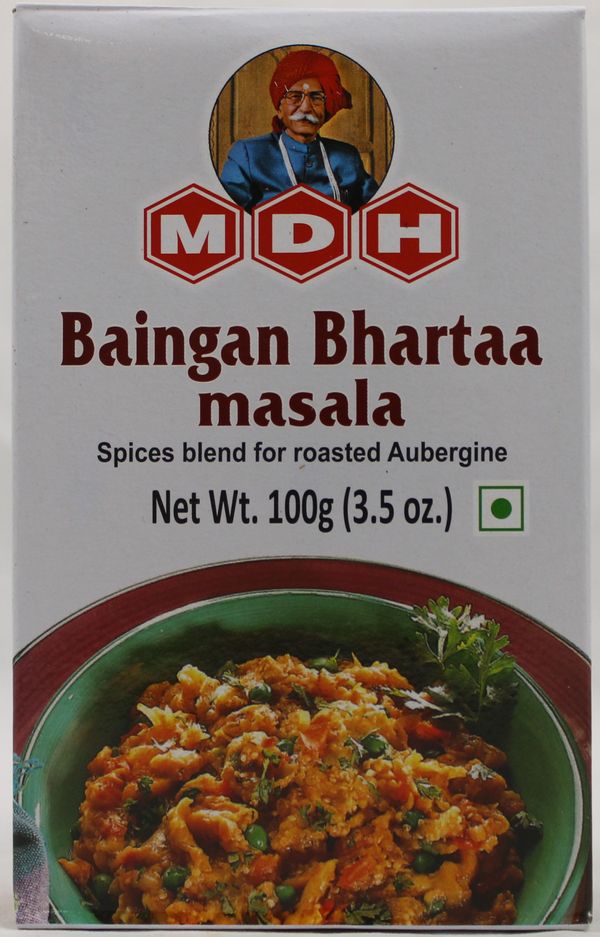 MDH
Baingan Bhartaa
masala
Spices blend for roasted Aubergine
Net Wt. 100g (3.5 oz.)